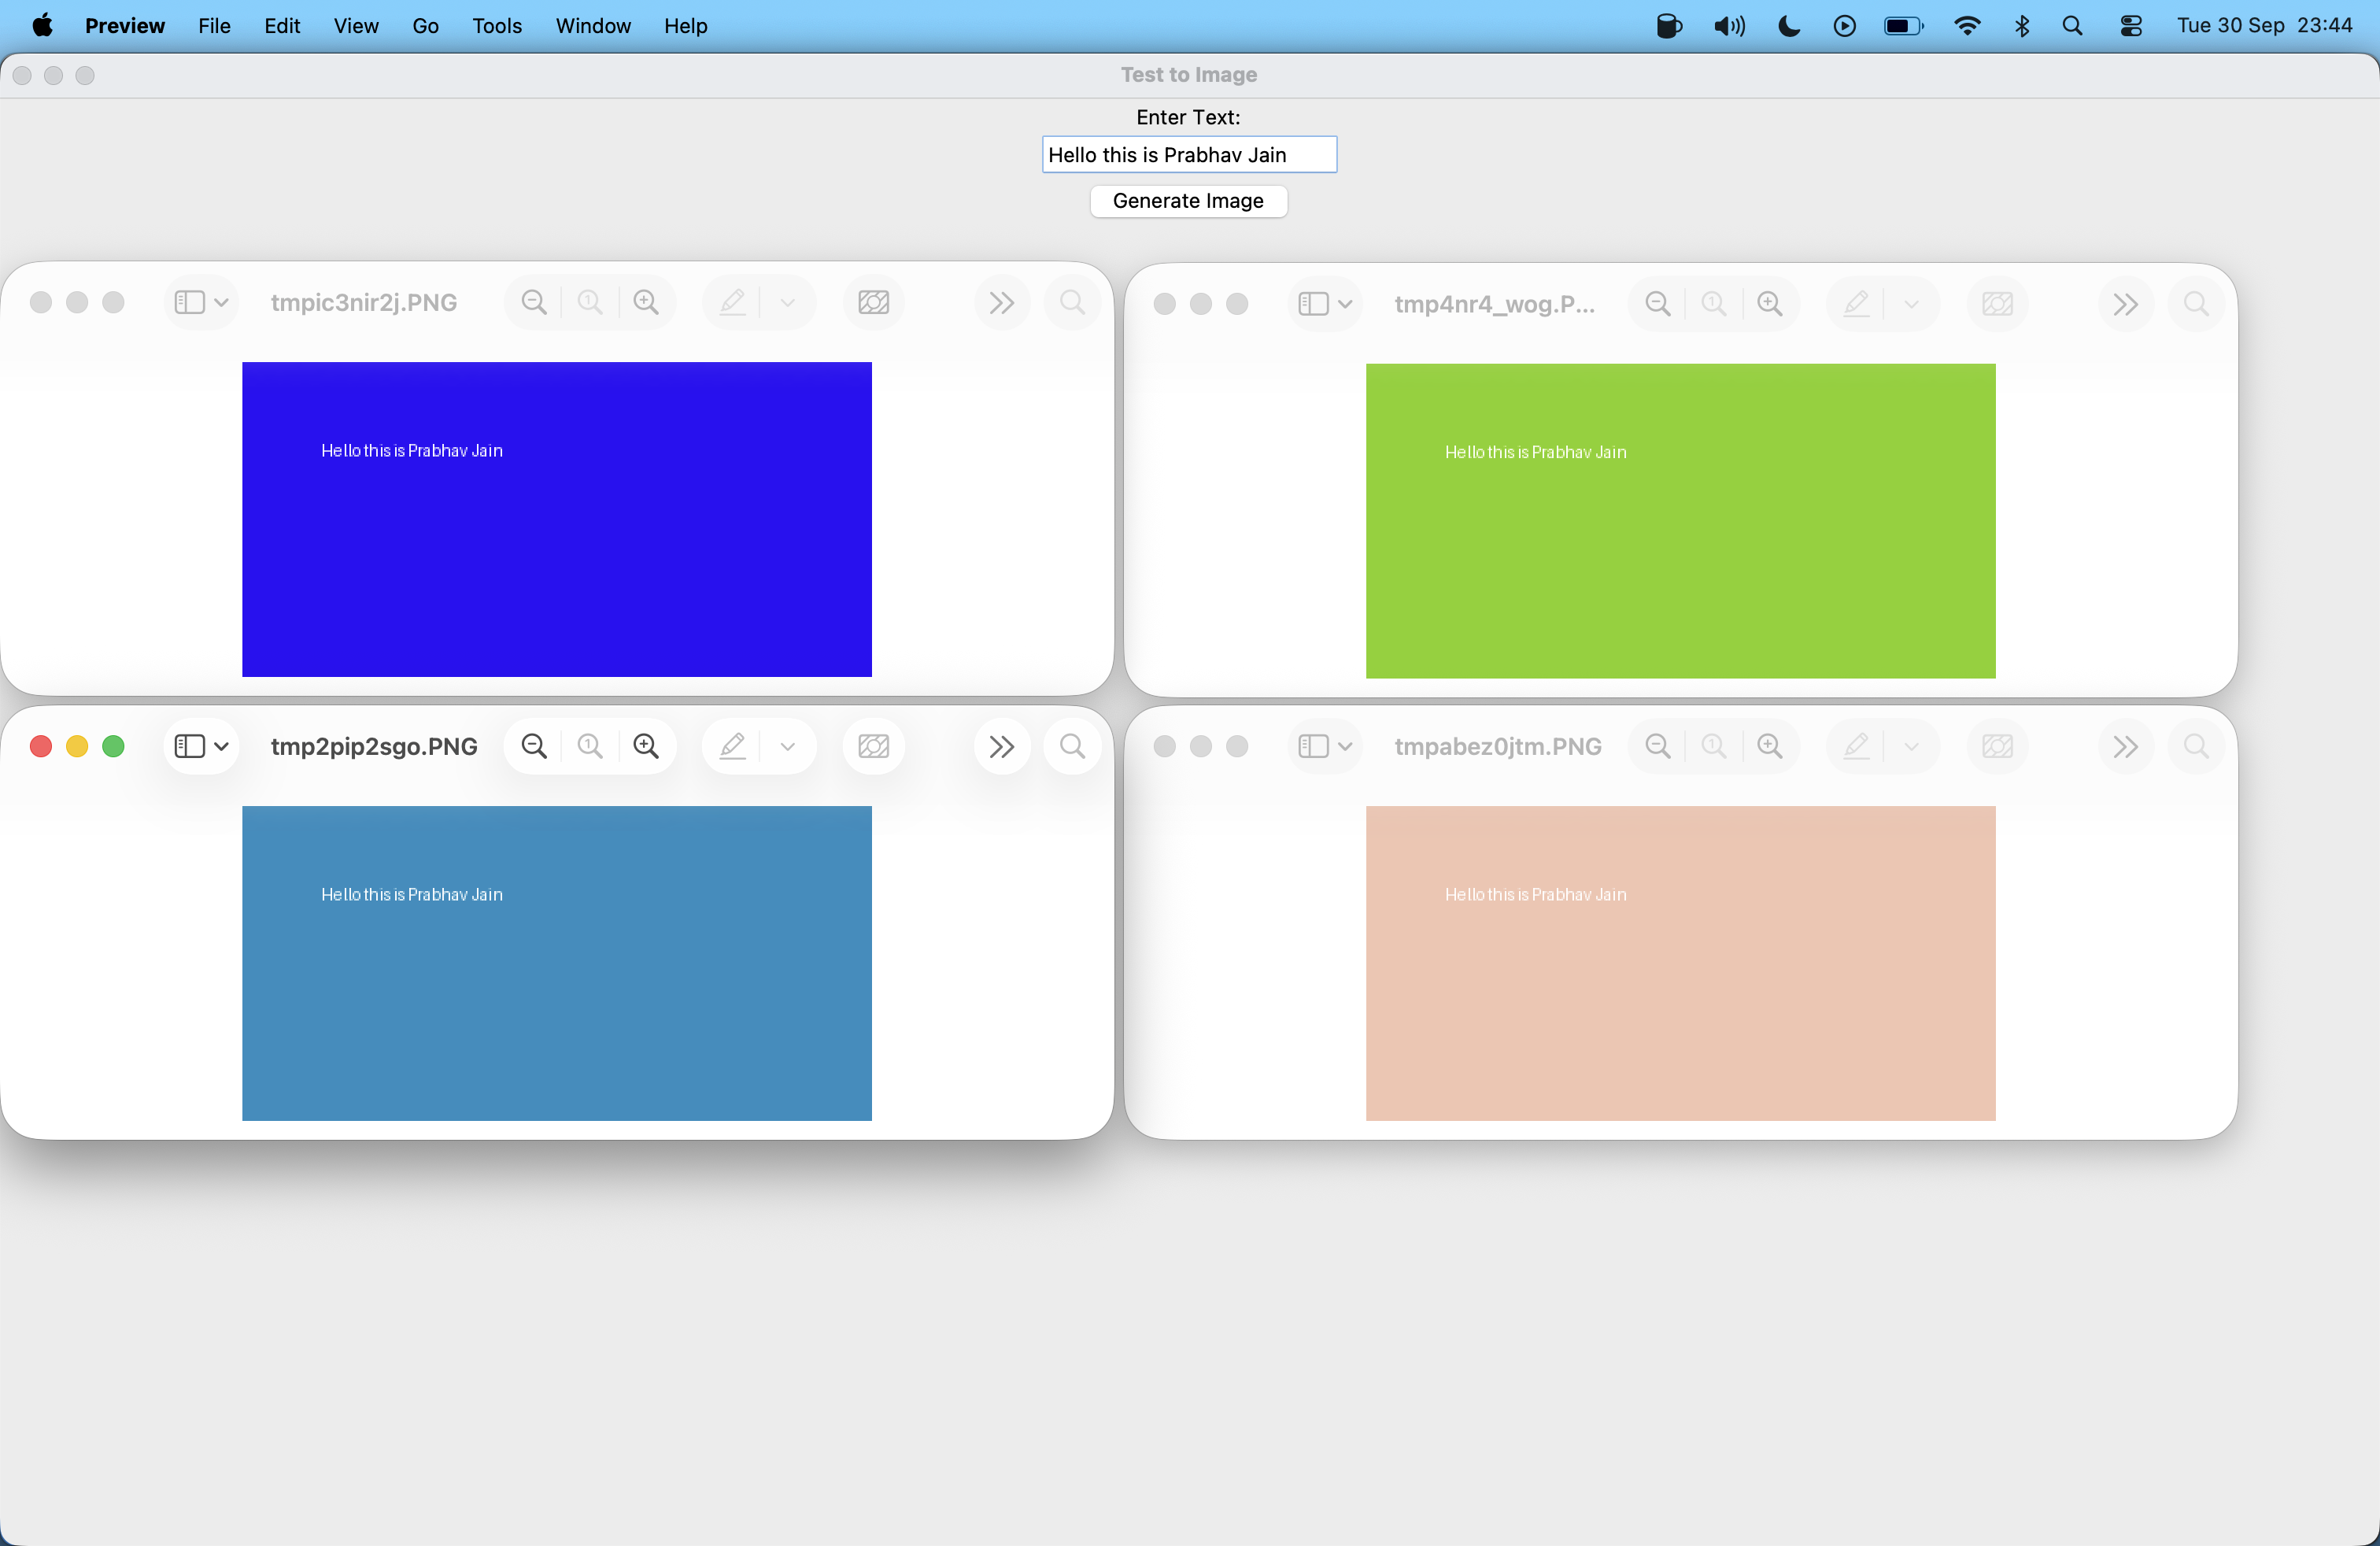 Preview File Edit View Go Tools Window Help Tue 30 Sep 23:44
Test to Image
Enter Text:
Hello this is Prabhav Jain
Generate Image
tmpic3nir2j.PNG
Hello this is Prabhav Jain
tmp4nr4_wog.P...
Hello this is Prabhav Jain
tmp2pip2sgo.PNG
Hello this is Prabhav Jain
tmpabez0jtm.PNG
Hello this is Prabhav Jain